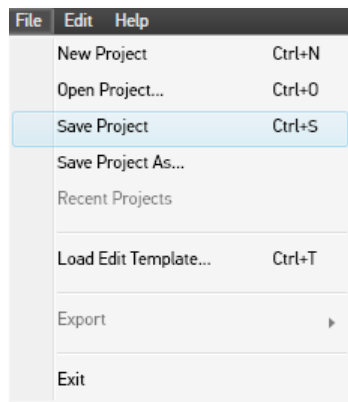 File Edit Help
New Project Ctrl+N
Open Project... Ctrl+O
Save Project Ctrl+S
Save Project As...
Recent Projects
Load Edit Template... Ctrl+T
Export
Exit